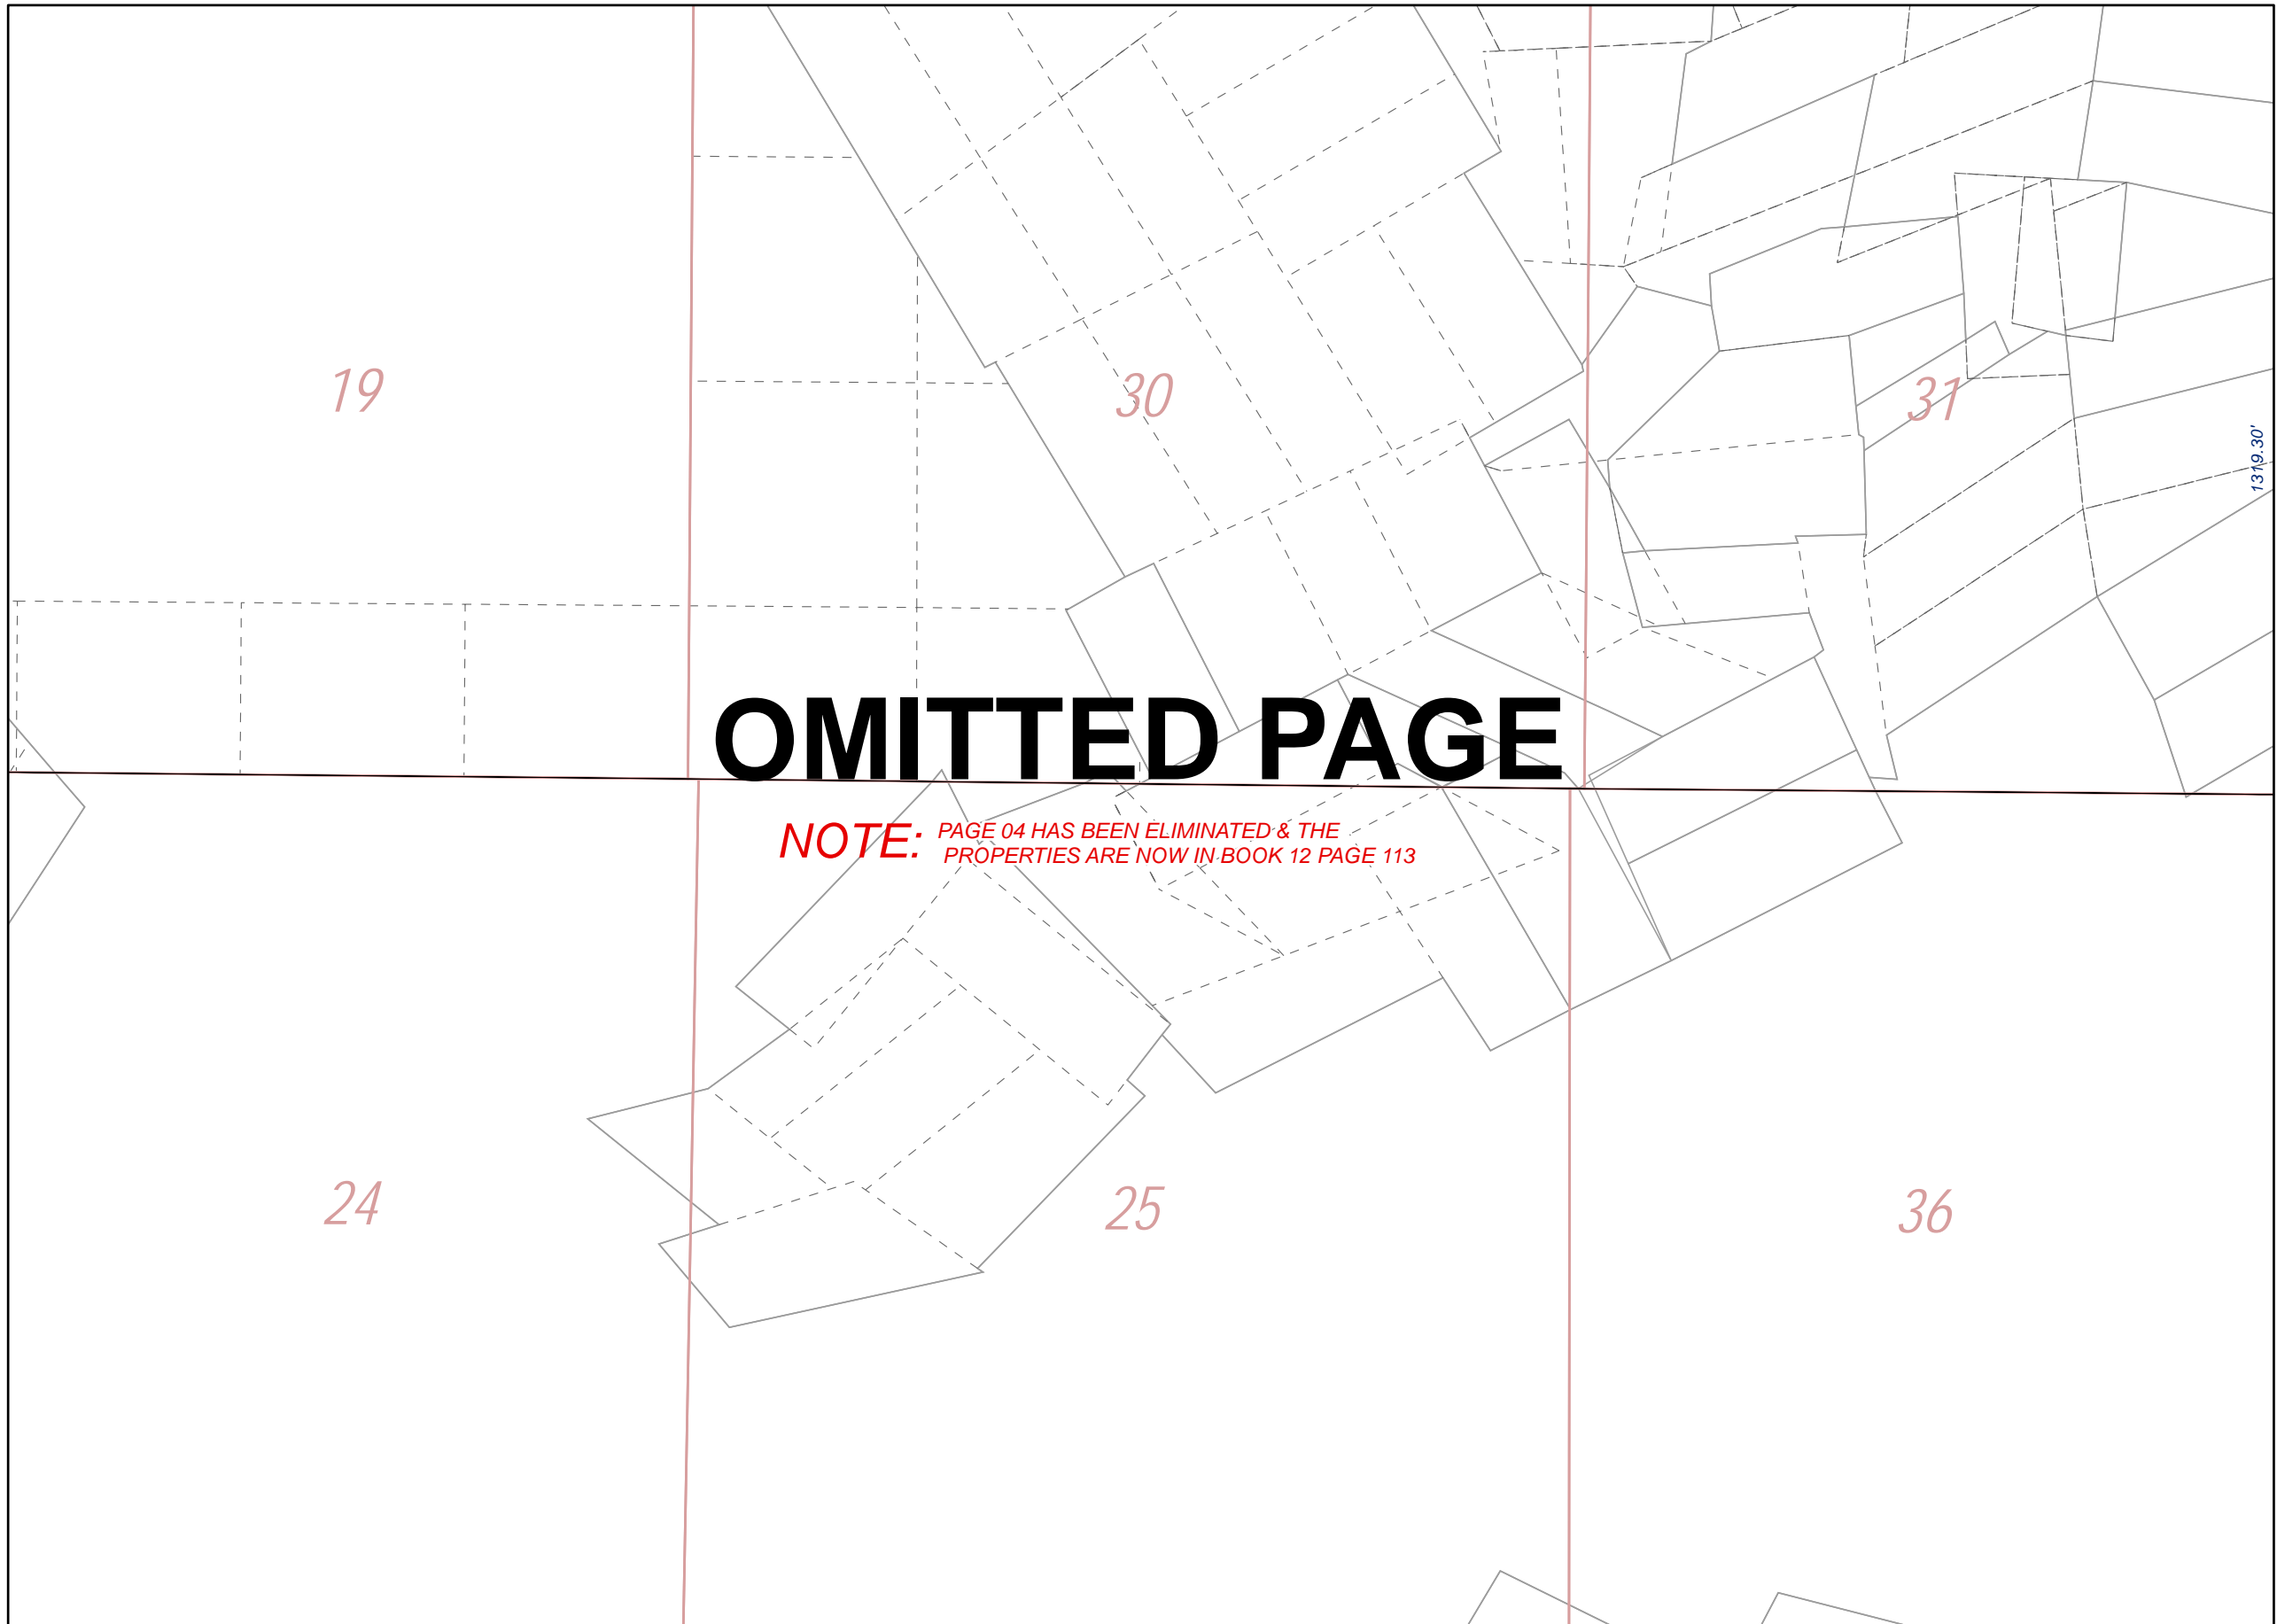 19
30
31
1319.30'
OMITTED PAGE
NOTE: PAGE 04 HAS BEEN ELIMINATED & THE
PROPERTIES ARE NOW IN BOOK 12 PAGE 113
24
25
36